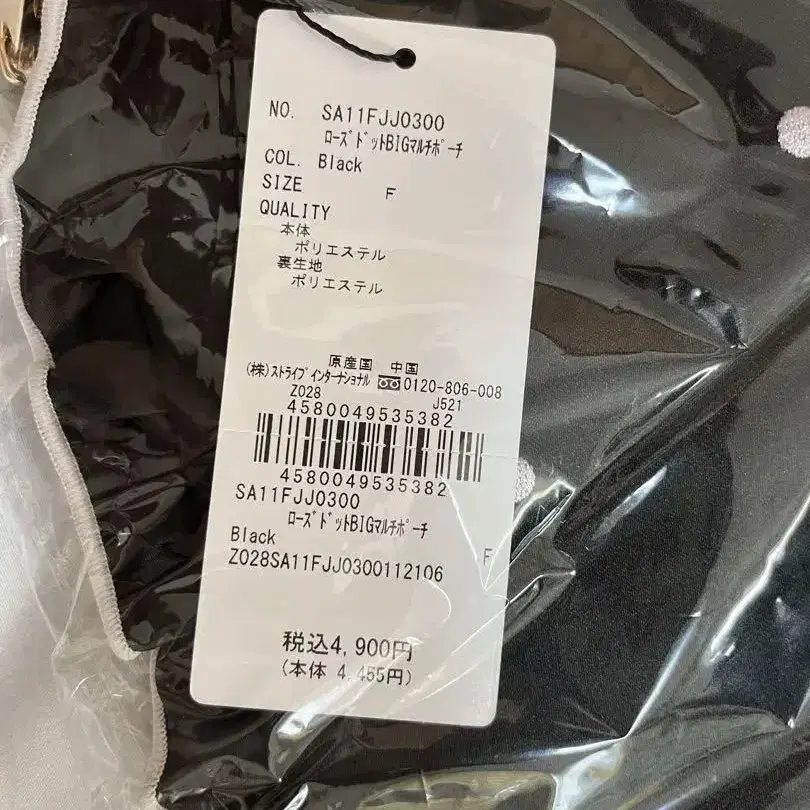 NO. SA11FJJ0300
ﾛｰｽﾞﾄﾞｯﾄBIGﾏﾙﾁﾎﾟｰﾁ
COL. Black
SIZE F
QUALITY
本体
ポリエステル
裏生地
ポリエステル
原産国 中国
(株)ｽﾄﾗｲﾌﾟｲﾝﾀｰﾅｼｮﾅﾙ 0120-806-008
Z028 J521
4580049535382
4580049535382
SA11FJJ0300
ﾛｰｽﾞﾄﾞｯﾄBIGﾏﾙﾁﾎﾟｰﾁ
Black F
Z028SA11FJJ0300112106
税込4,900円
(本体 4,455円)